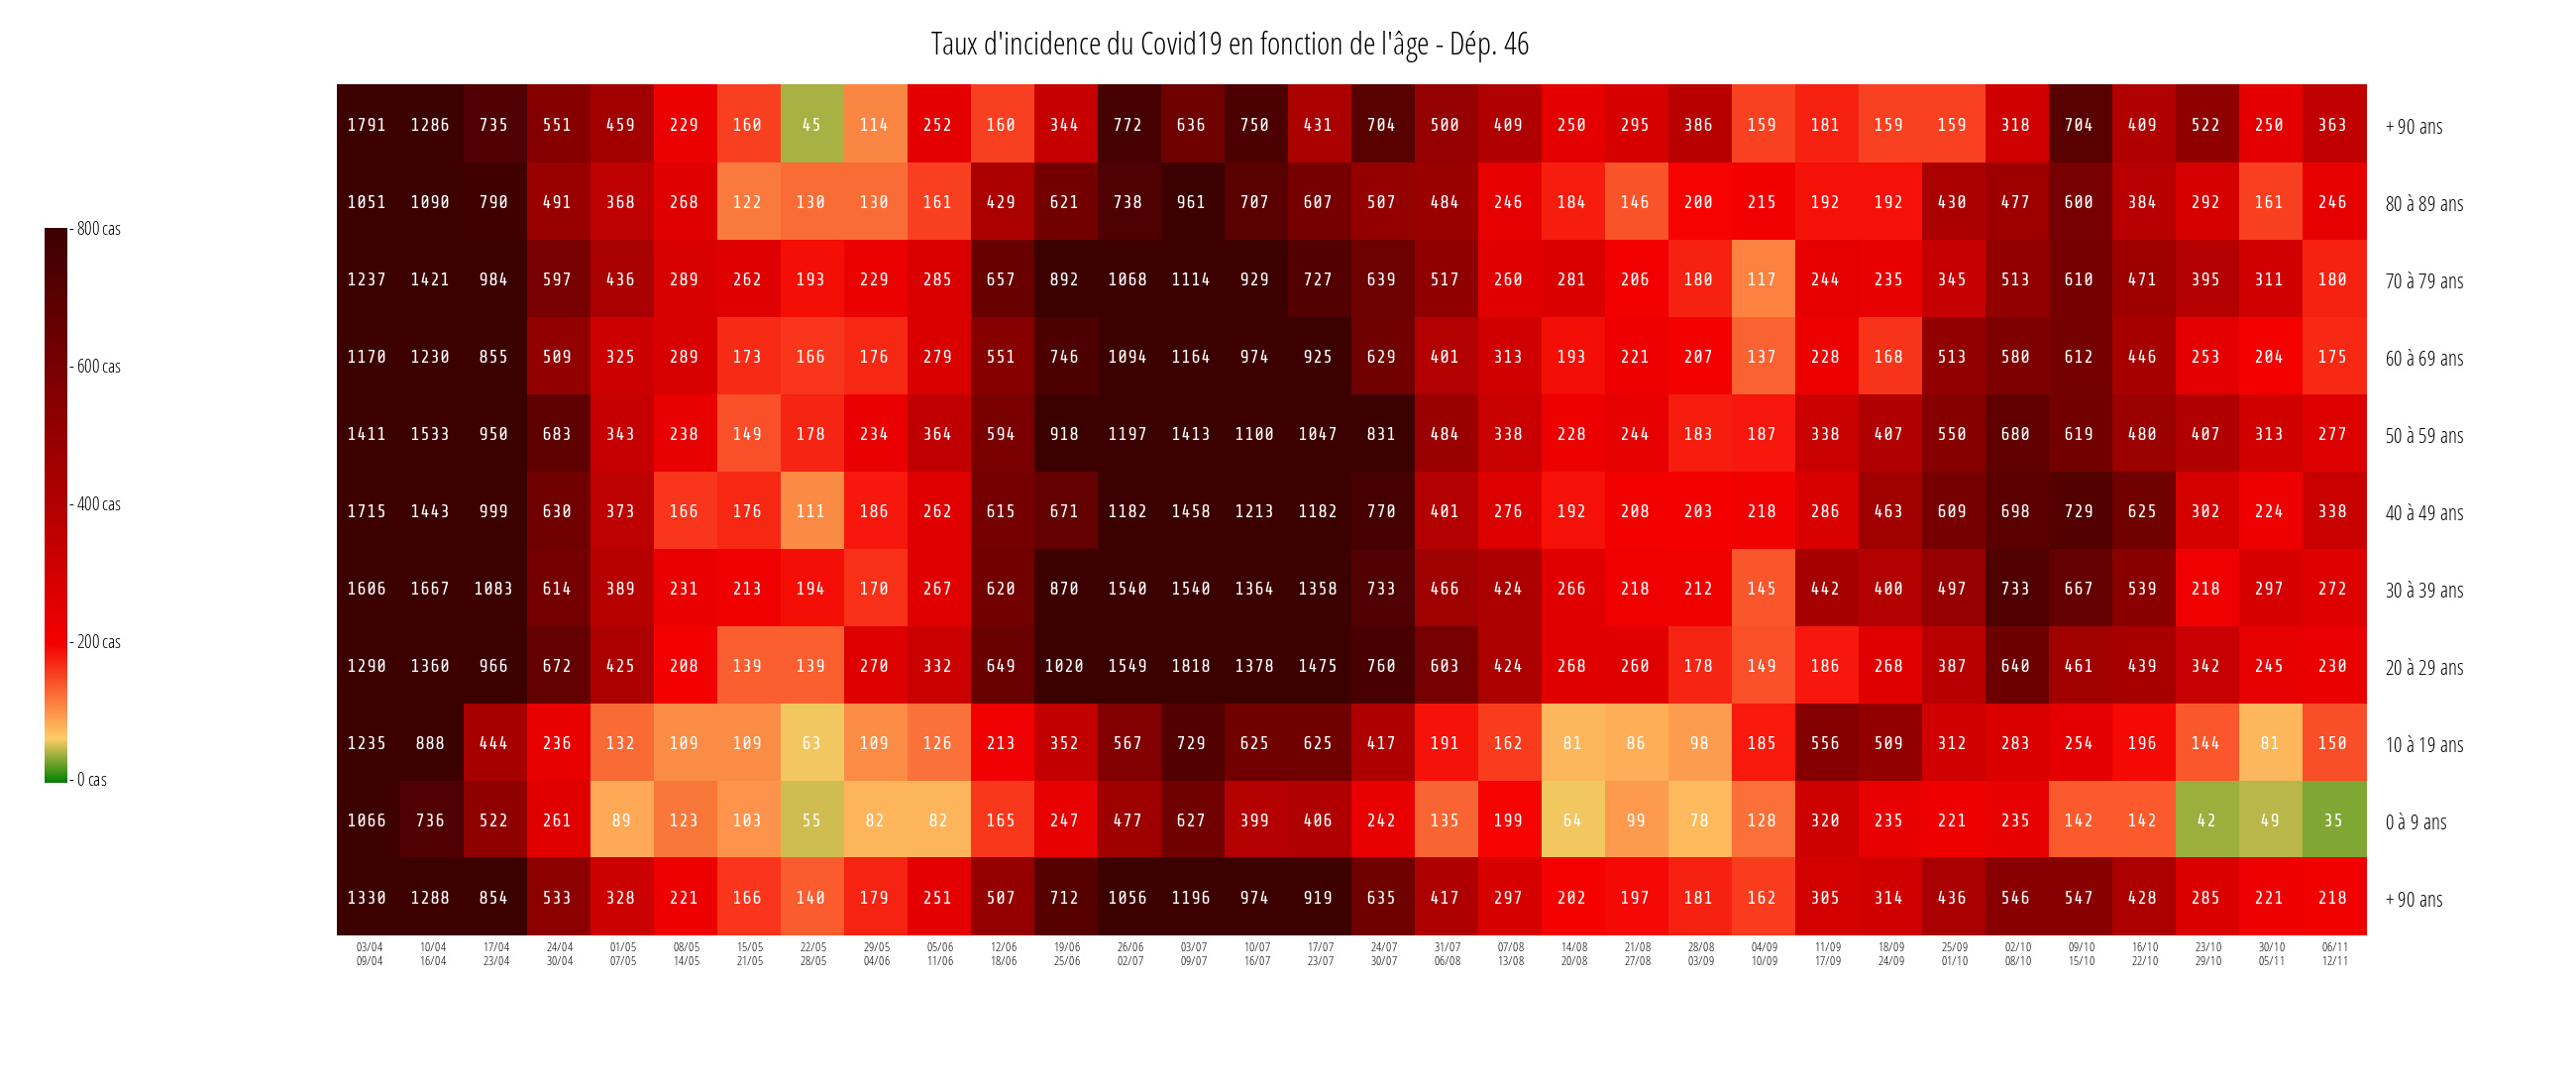 Taux d'incidence du Covid19 en fonction de l'âge - Dép. 46
- 800 cas
- 600 cas
- 400 cas
- 200 cas
- 0 cas
1791 1286 735 551 459 229 160 45 114 252 160 344 772 636 750 431 704 500 409 250 295 386 159 181 159 159 318 704 409 522 250 363 + 90 ans
1051 1090 790 491 368 268 122 130 130 161 429 621 738 961 707 607 507 484 246 184 146 200 215 192 192 430 477 600 384 292 161 246 80 à 89 ans
1237 1421 984 597 436 289 262 193 229 285 657 892 1068 1114 929 727 639 517 260 281 206 180 117 244 235 345 513 610 471 395 311 180 70 à 79 ans
1170 1230 855 509 325 289 173 166 176 279 551 746 1094 1164 974 925 629 401 313 193 221 207 137 228 168 513 580 612 446 253 204 175 60 à 69 ans
1411 1533 950 683 343 238 149 178 234 364 594 918 1197 1413 1100 1047 831 484 338 228 244 183 187 338 407 550 680 619 480 407 313 277 50 à 59 ans
1715 1443 999 630 373 166 176 111 186 262 615 671 1182 1458 1213 1182 770 401 276 192 208 203 218 286 463 609 698 729 625 302 224 338 40 à 49 ans
1606 1667 1083 614 389 231 213 194 170 267 620 870 1540 1540 1364 1358 733 466 424 266 218 212 145 442 400 497 733 667 539 218 297 272 30 à 39 ans
1290 1360 966 672 425 208 139 139 270 332 649 1020 1549 1818 1378 1475 760 603 424 268 260 178 149 186 268 387 640 461 439 342 245 230 20 à 29 ans
1235 888 444 236 132 109 109 63 109 126 213 352 567 729 625 625 417 191 162 81 86 98 185 556 509 312 283 254 196 144 81 150 10 à 19 ans
1066 736 522 261 89 123 103 55 82 82 165 247 477 627 399 406 242 135 199 64 99 78 128 320 235 221 235 142 142 42 49 35 0 à 9 ans
1330 1288 854 533 328 221 166 140 179 251 507 712 1056 1196 974 919 635 417 297 202 197 181 162 305 314 436 546 547 428 285 221 218 + 90 ans
03/04 10/04 17/04 24/04 01/05 08/05 15/05 22/05 29/05 05/06 12/06 19/06 26/06 03/07 10/07 17/07 24/07 31/07 07/08 14/08 21/08 28/08 04/09 11/09 18/09 25/09 02/10 09/10 16/10 23/10 30/10 06/11
09/04 16/04 23/04 30/04 07/05 14/05 21/05 28/05 04/06 11/06 18/06 25/06 02/07 09/07 16/07 23/07 30/07 06/08 13/08 20/08 27/08 03/09 10/09 17/09 24/09 01/10 08/10 15/10 22/10 29/10 05/11 12/11